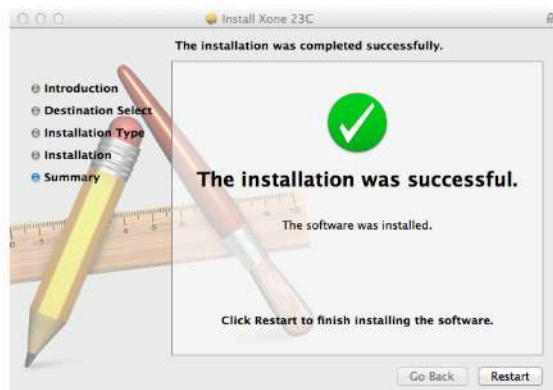 Install Xone 23C
The installation was completed successfully.
Introduction
Destination Select
Installation Type
Installation
Summary
The installation was successful.
The software was installed.
Click Restart to finish installing the software.
Go Back
Restart